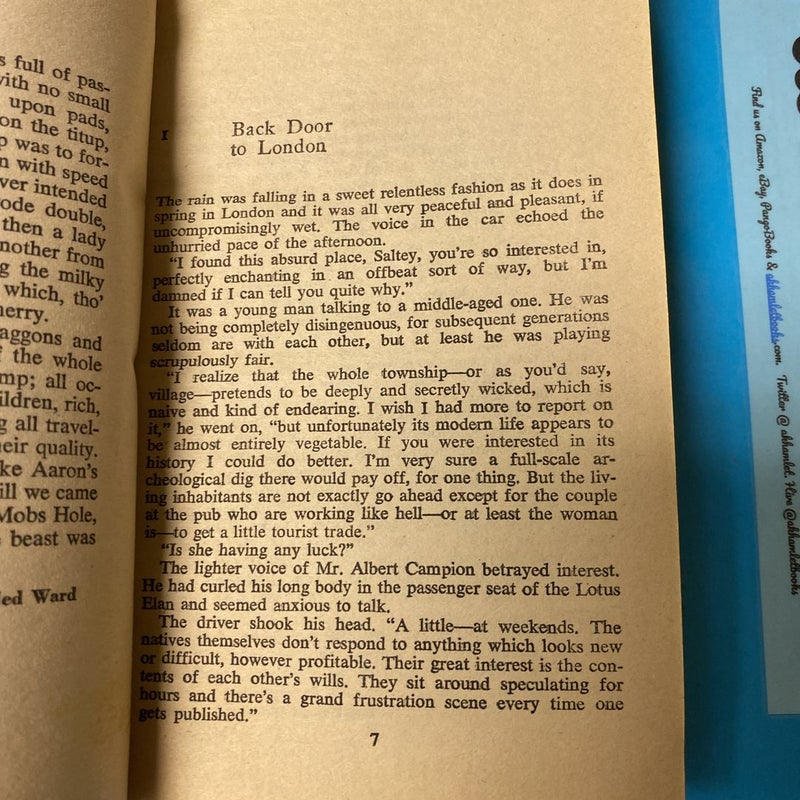 s full of pas-
with no small
upon pads,
on the titup,
p was to for-
n with speed
ver intended
ode double,
then a lady
nother from
g the milky
which, tho'
herry.
aggons and
f the whole
mp; all oc-
ildren, rich,
g all travel-
heir quality.
ke Aaron's
ill we came
Mobs Hole,
beast was
ed Ward
I
Back Door
to London
The rain was falling in a sweet relentless fashion as it does in
spring in London and it was all very peaceful and pleasant, if
uncompromisingly wet. The voice in the car echoed the
unhurried pace of the afternoon.
"I found this absurd place, Saltey, you're so interested in,
perfectly enchanting in an offbeat sort of way, but I'm
damned if I can tell you quite why."
It was a young man talking to a middle-aged one. He was
not being completely disingenuous, for subsequent generations
seldom are with each other, but at least he was playing
scrupulously fair.
"I realize that the whole township—or as you'd say,
village—pretends to be deeply and secretly wicked, which is
naive and kind of endearing. I wish I had more to report on
it," he went on, "but unfortunately its modern life appears to
be almost entirely vegetable. If you were interested in its
history I could do better. I'm very sure a full-scale ar-
cheological dig there would pay off, for one thing. But the liv-
ing inhabitants are not exactly go ahead except for the couple
at the pub who are working like hell—or at least the woman
is—to get a little tourist trade."
"Is she having any luck?"
The lighter voice of Mr. Albert Campion betrayed interest.
He had curled his long body in the passenger seat of the Lotus
Elan and seemed anxious to talk.
The driver shook his head. "A little—at weekends. The
natives themselves don't respond to anything which looks new
or difficult, however profitable. Their great interest is the con-
tents of each other's wills. They sit around speculating for
hours and there's a grand frustration scene every time one
gets published."
7
Find us on Amazon, eBay, PangoBooks & akhamletbooks.com. Twitter @ akhamlet. Hive @akhamletbooks